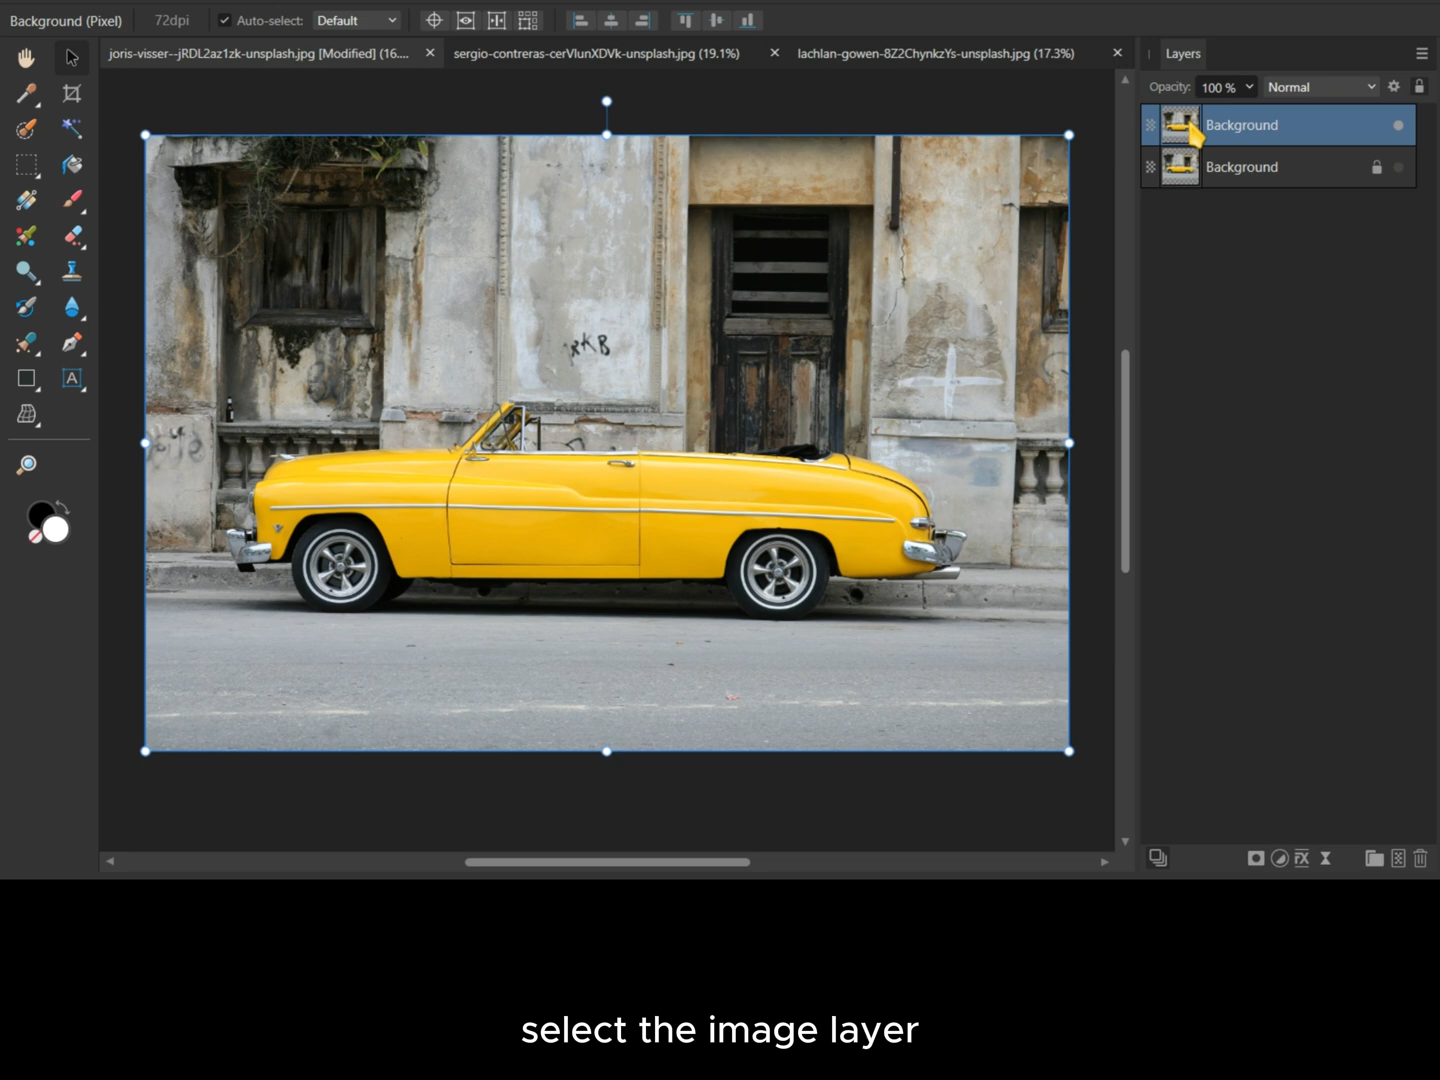 Background (Pixel) 72dpi Auto-select: Default
joris-visser--jRDL2az1zk-unsplash.jpg [Modified] (16.... sergio-contreras-cerVlunXDVk-unsplash.jpg (19.1%) lachlan-gowen-8Z2ChynkzYs-unsplash.jpg (17.3%)
Layers
Opacity: 100 % Normal
Background
Background
A
select the image layer